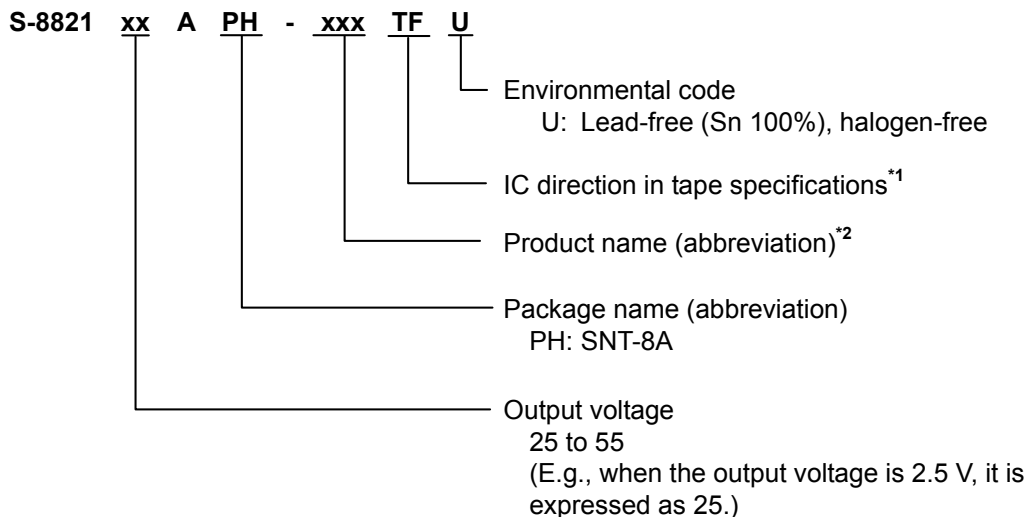 S-8821 xx A PH - xxx TF U
Environmental code
U: Lead-free (Sn 100%), halogen-free
IC direction in tape specifications*1
Product name (abbreviation)*2
Package name (abbreviation)
PH: SNT-8A
Output voltage
25 to 55
(E.g., when the output voltage is 2.5 V, it is
expressed as 25.)